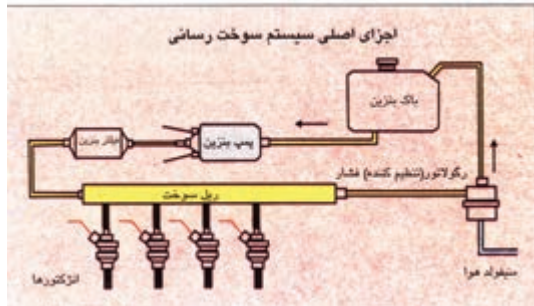 اجزای اصلی سیستم سوخت رسانی
باک بنزین
پمپ بنزین
فیلتر بنزین
رگولاتور(تنظیم کننده) فشار
ریل سوخت
انژکتورها
منیفولد هوا